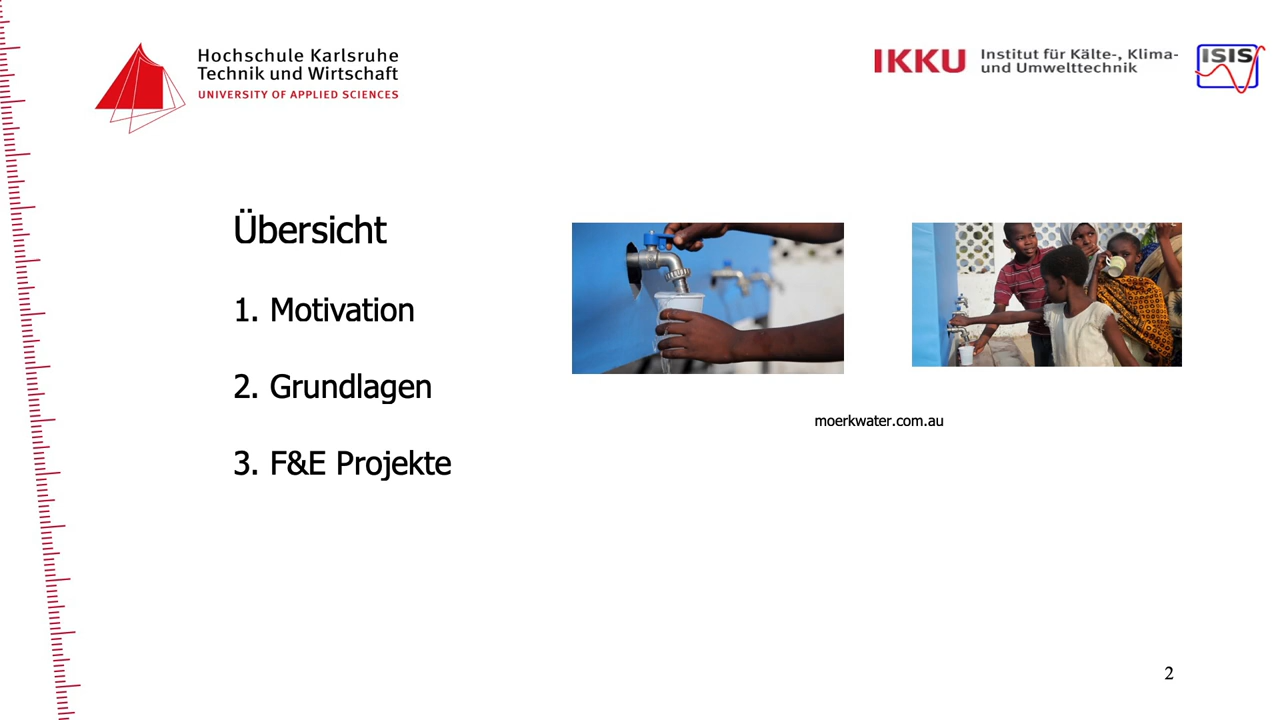 Hochschule Karlsruhe
Technik und Wirtschaft
UNIVERSITY OF APPLIED SCIENCES
IKKU
Institut für Kälte-, Klima-
und Umwelttechnik
ISIS
Übersicht
1. Motivation
2. Grundlagen
3. F&E Projekte
moerkwater.com.au
2